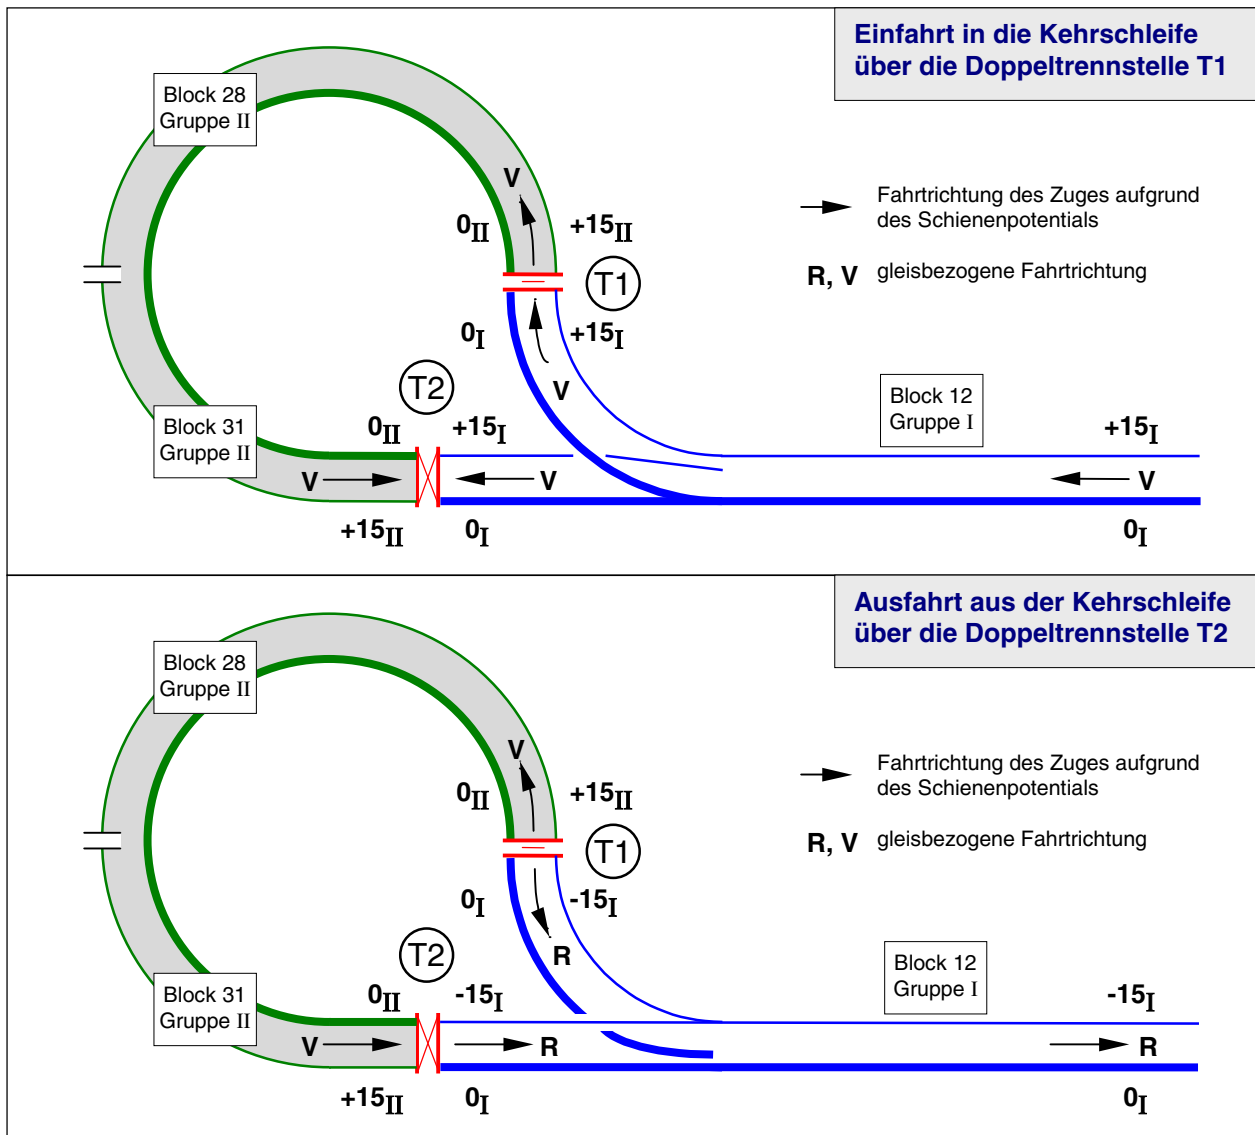 Einfahrt in die Kehrschleife
über die Doppeltrennstelle T1
Block 28
Gruppe II
V
0II
+15II
Fahrtrichtung des Zuges aufgrund
des Schienenpotentials
R, V gleisbezogene Fahrtrichtung
T1
0I
+15I
T2
V
Block 12
Gruppe I
Block 31
Gruppe II
0II
+15I
+15I
V
V
V
+15II
0I
0I
Ausfahrt aus der Kehrschleife
über die Doppeltrennstelle T2
Block 28
Gruppe II
V
0II
+15II
Fahrtrichtung des Zuges aufgrund
des Schienenpotentials
R, V gleisbezogene Fahrtrichtung
T1
0I
-15I
T2
R
Block 12
Gruppe I
Block 31
Gruppe II
0II
-15I
-15I
V
R
R
+15II
0I
0I